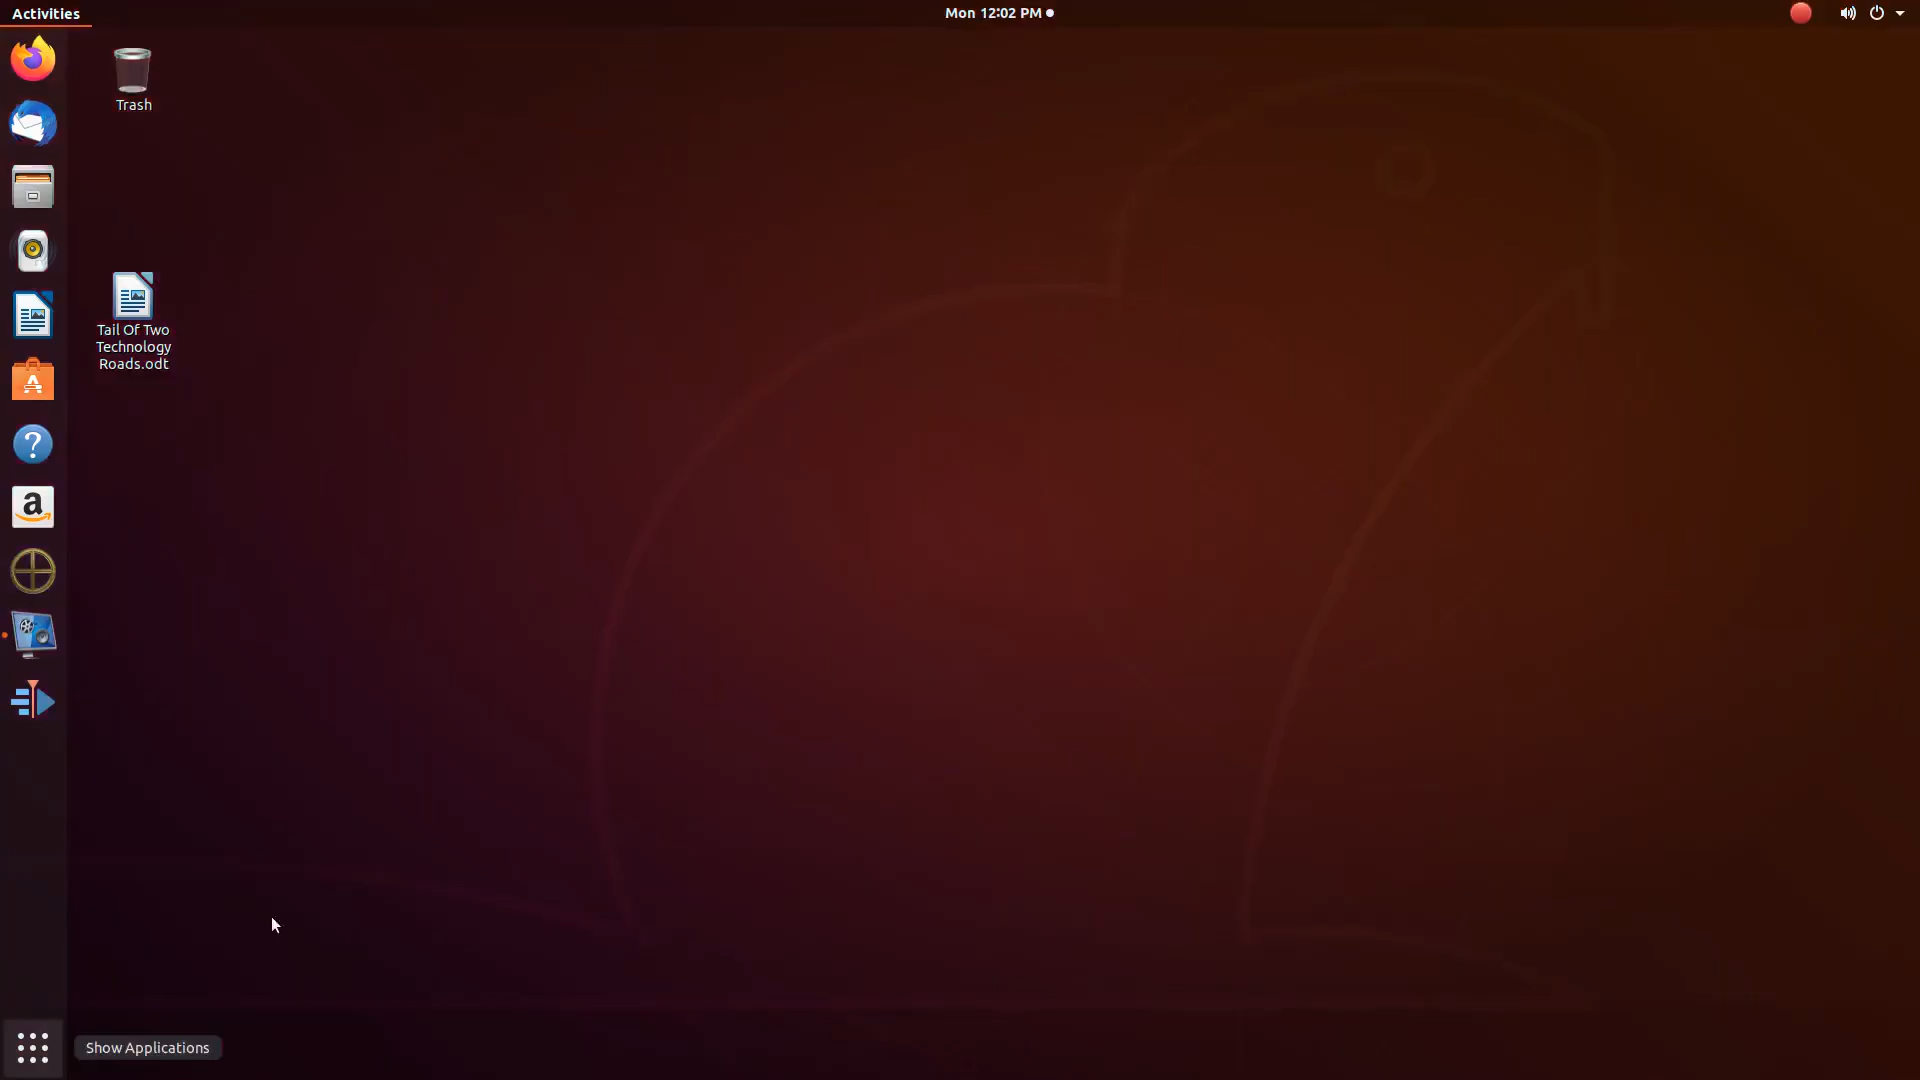 Activities
Mon 12:02 PM
Trash
Tail Of Two
Technology
Roads.odt
Show Applications